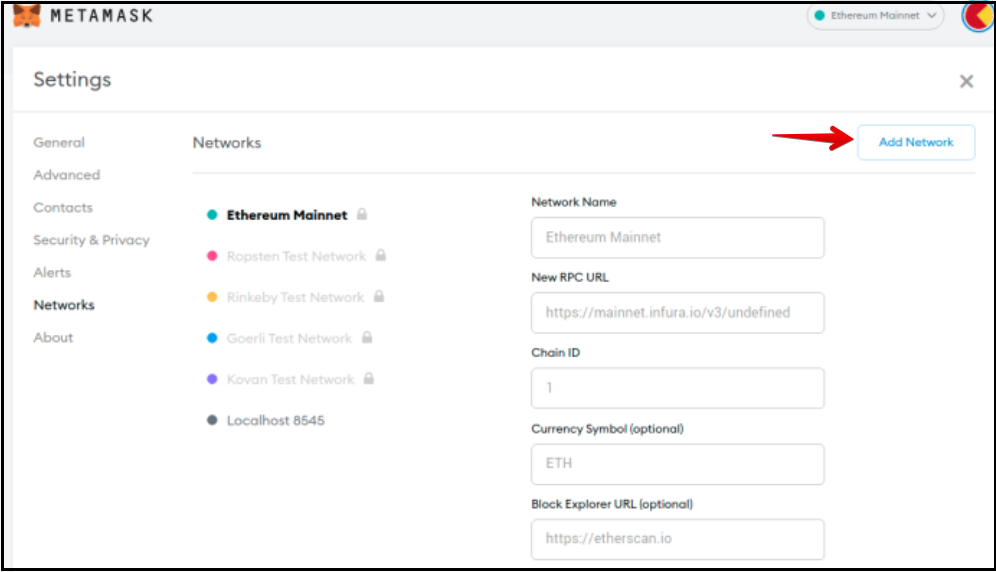 METAMASK
Ethereum Mainnet
Settings
General
Advanced
Contacts
Security & Privacy
Alerts
Networks
About
Networks
Add Network
Ethereum Mainnet
Ropsten Test Network
Rinkeby Test Network
Goerli Test Network
Kovan Test Network
Localhost 8545
Network Name
Ethereum Mainnet
New RPC URL
https://mainnet.infura.io/v3/undefined
Chain ID
1
Currency Symbol (optional)
ETH
Block Explorer URL (optional)
https://etherscan.io